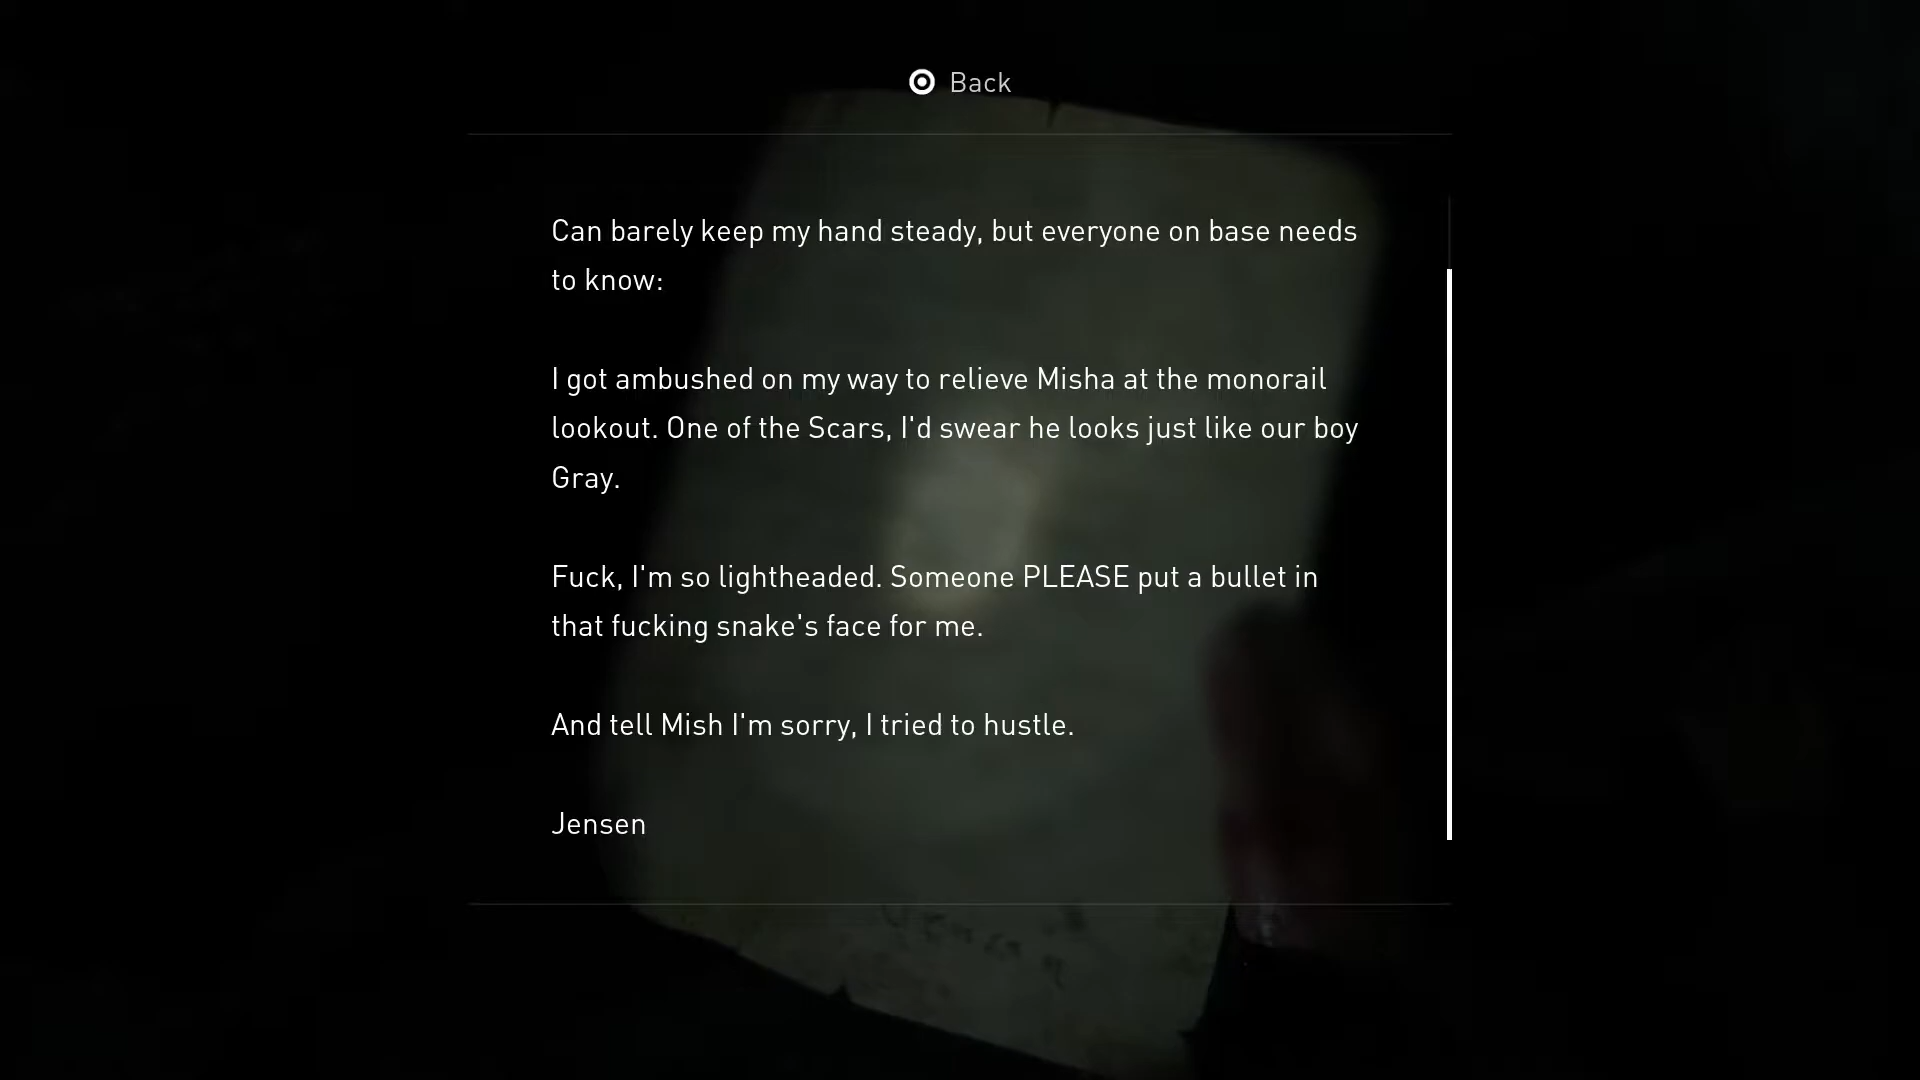 Back
Can barely keep my hand steady, but everyone on base needs
to know:
I got ambushed on my way to relieve Misha at the monorail
lookout. One of the Scars, I'd swear he looks just like our boy
Gray.
Fuck, I'm so lightheaded. Someone PLEASE put a bullet in
that fucking snake's face for me.
And tell Mish I'm sorry, I tried to hustle.
Jensen